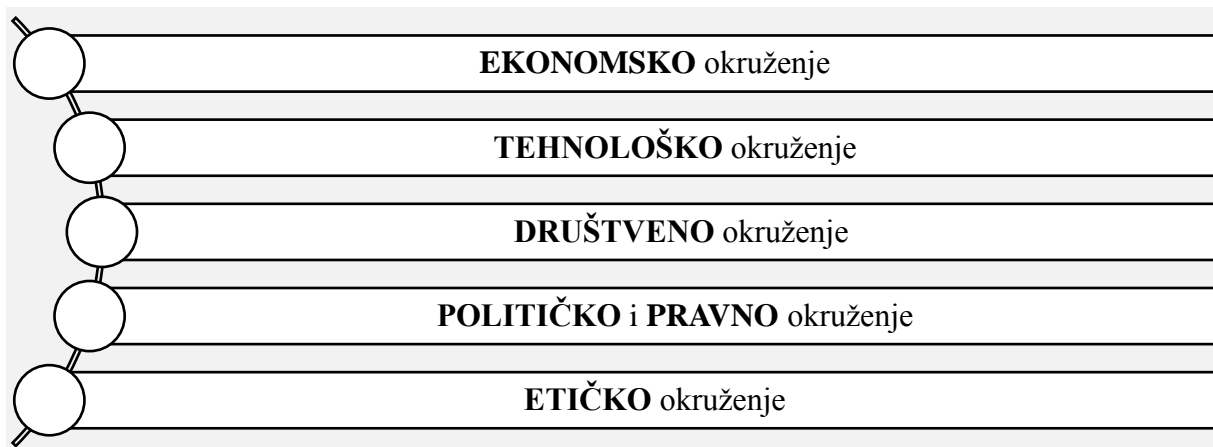 EKONOMSKO okruženje
TEHNOLOŠKO okruženje
DRUŠTVENO okruženje
POLITIČKO i PRAVNO okruženje
ETIČKO okruženje